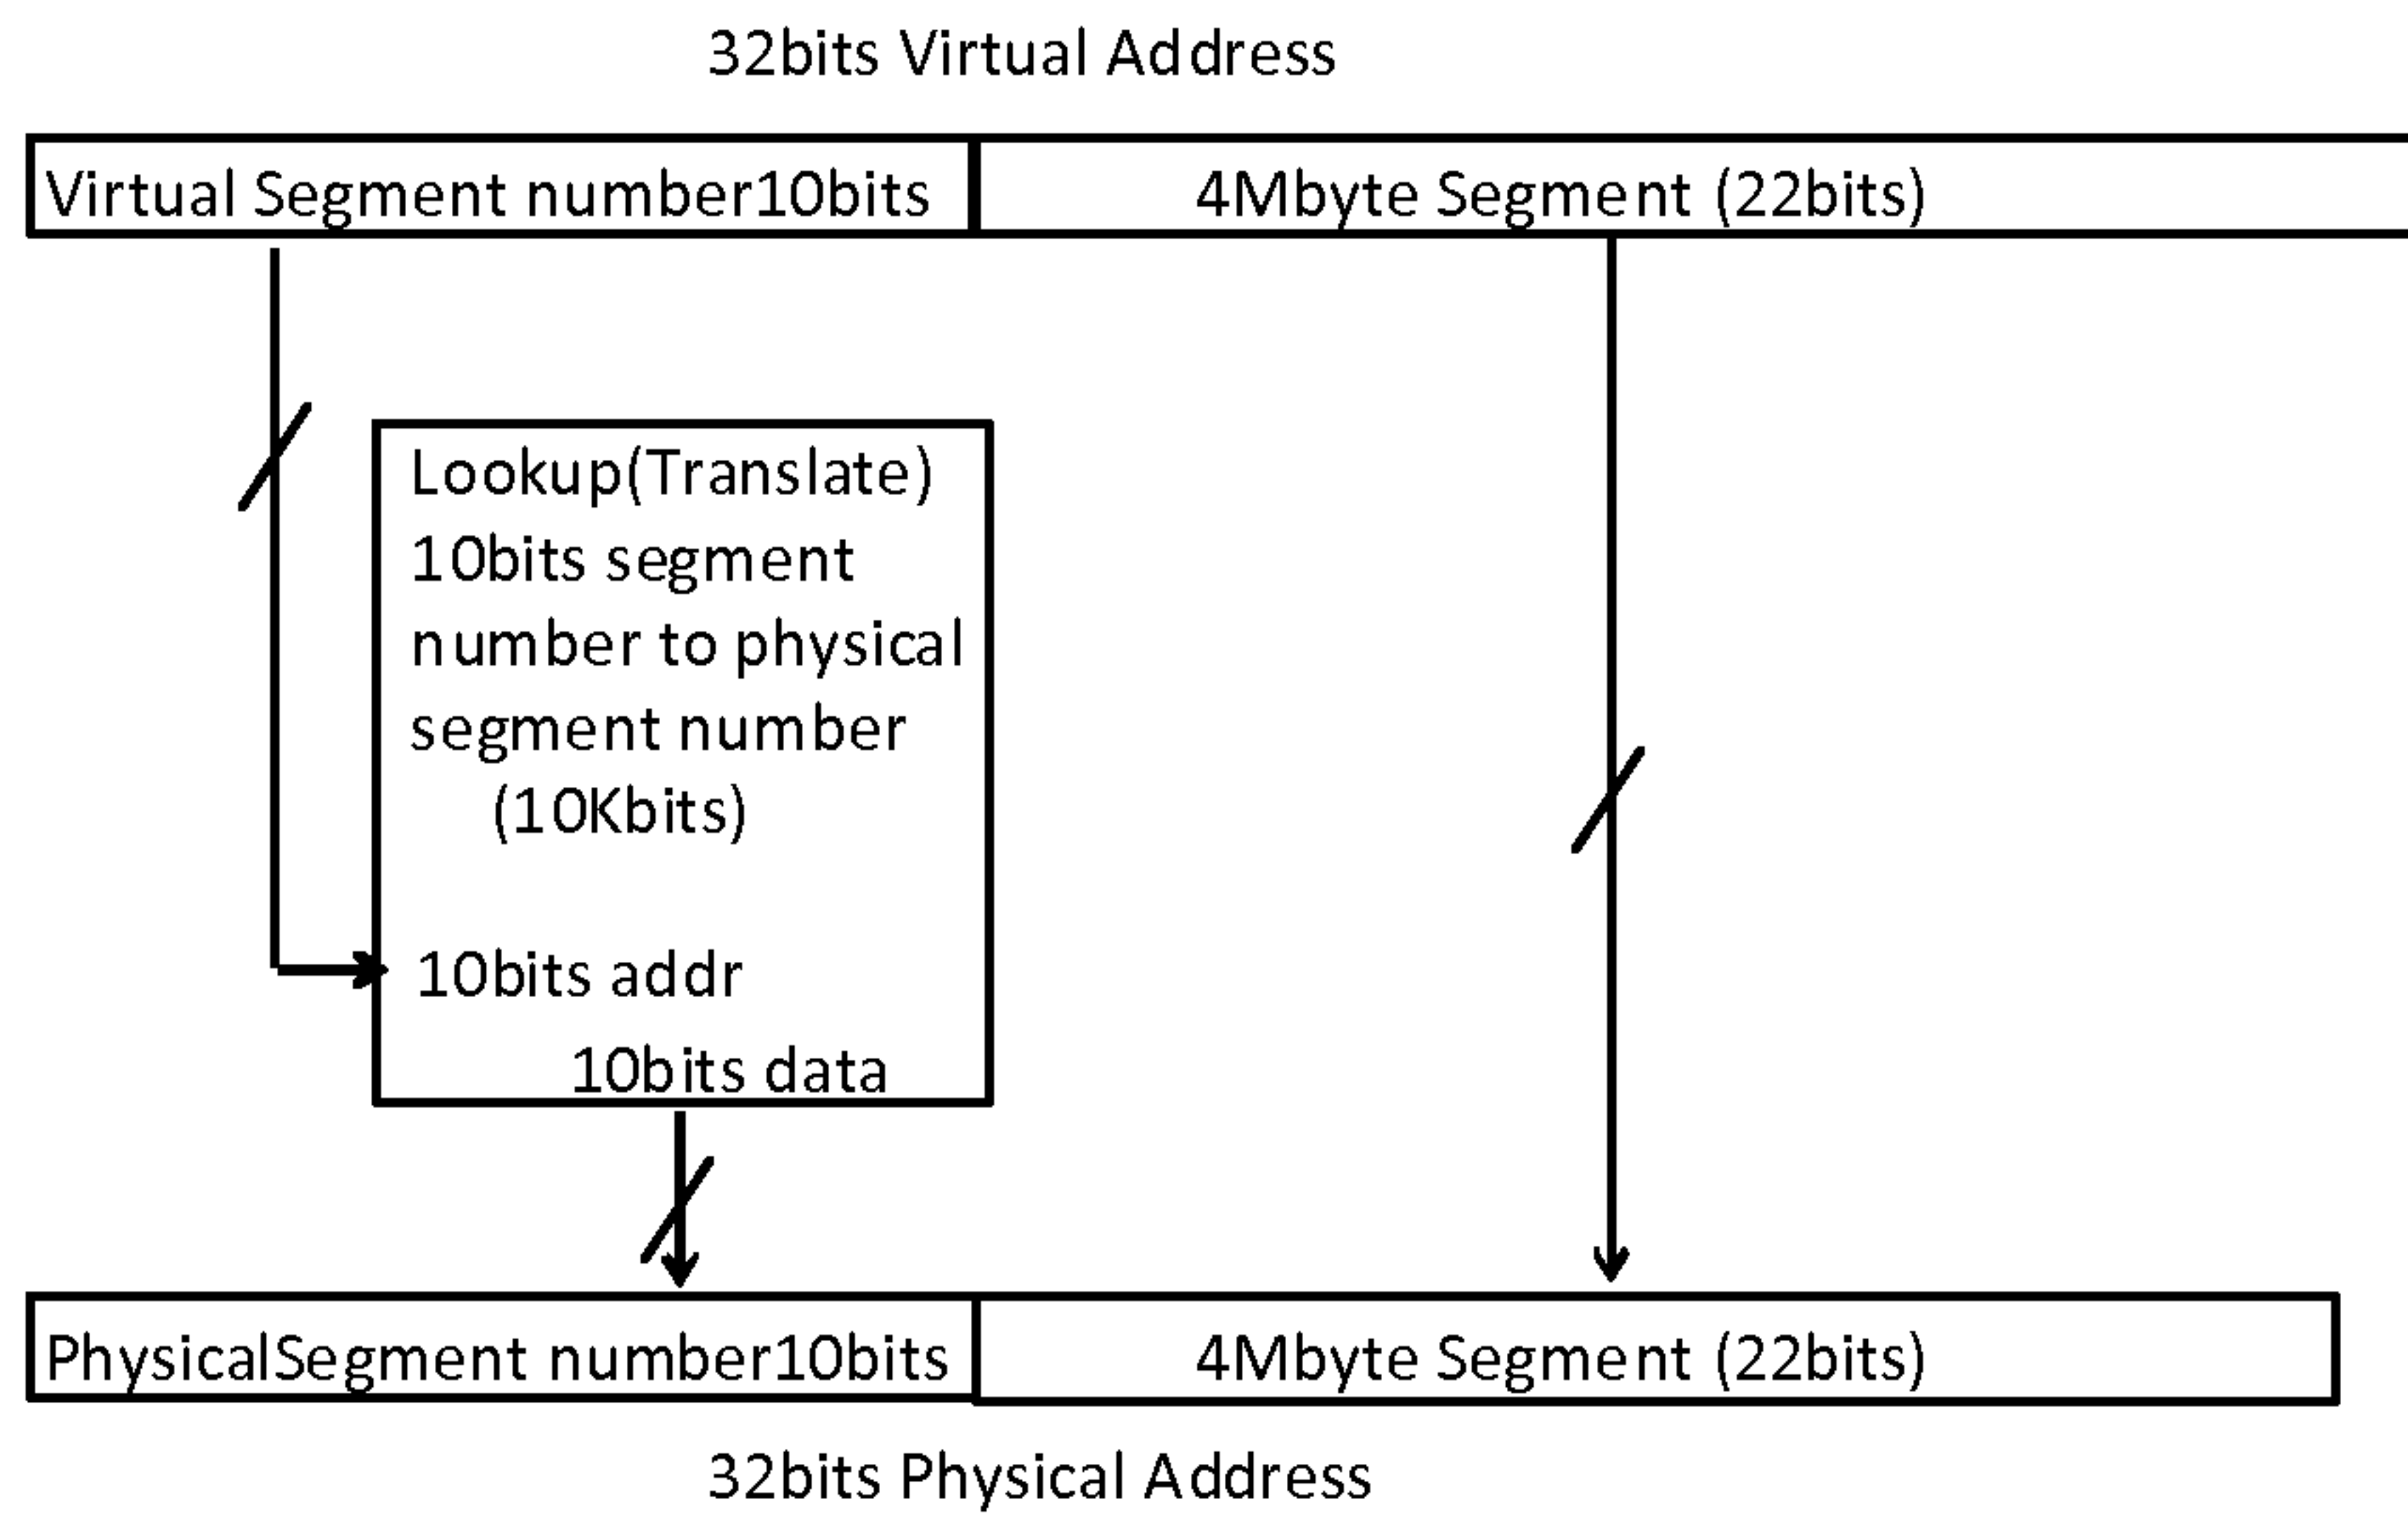 32bits Virtual Address
Virtual Segment number10bits
4Mbyte Segment (22bits)
Lookup(Translate)
10bits segment
number to physical
segment number
(10Kbits)
10bits addr
10bits data
PhysicalSegment number10bits
4Mbyte Segment (22bits)
32bits Physical Address